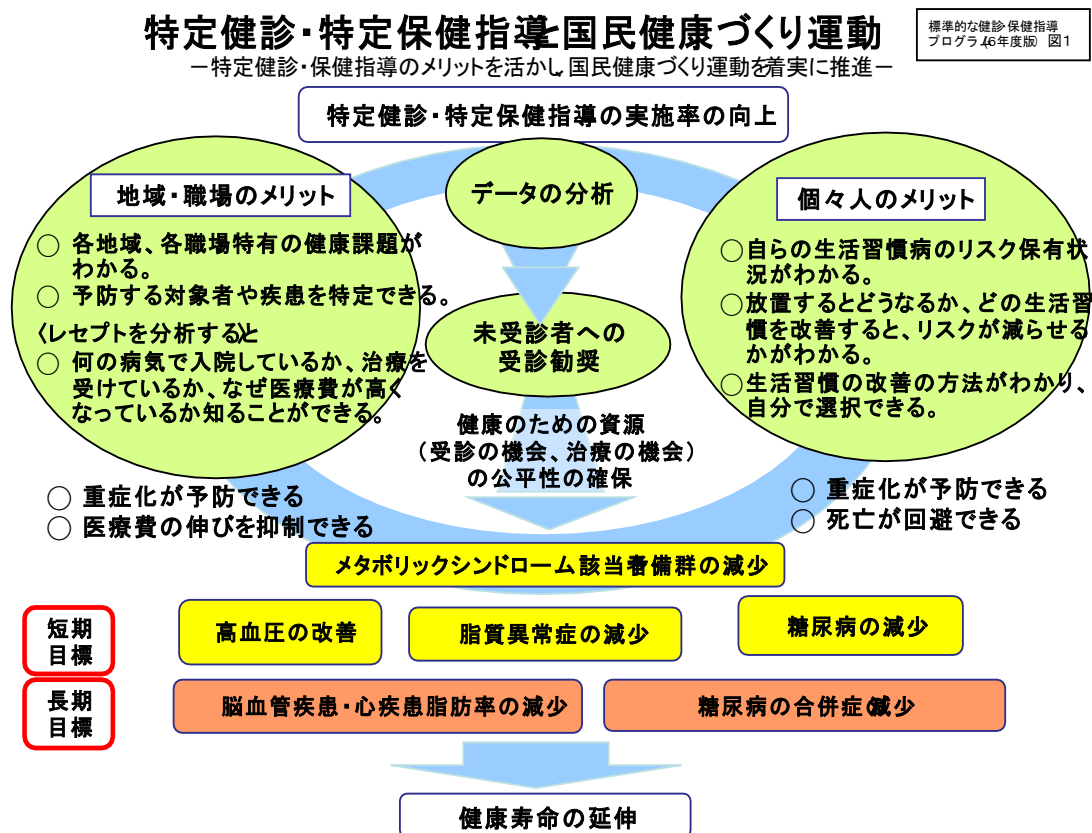 特定健診・特定保健指導と国民健康づくり運動
標準的な健診・保健指導
プログラム(6年度版) 図1
－特定健診・保健指導のメリットを活かし、国民健康づくり運動を着実に推進－
特定健診・特定保健指導の実施率の向上
地域・職場のメリット
○ 各地域、各職場特有の健康課題が
わかる。
○ 予防する対象者や疾患を特定できる。
〈レセプトを分析すると
○ 何の病気で入院しているか、治療を
受けているか、なぜ医療費が高く
なっているか知ることができる。
○ 重症化が予防できる
○ 医療費の伸びを抑制できる
データの分析
未受診者への
受診勧奨
健康のための資源
（受診の機会、治療の機会）
の公平性の確保
個々人のメリット
○自らの生活習慣病のリスク保有状
況がわかる。
○放置するとどうなるか、どの生活習
慣を改善すると、リスクが減らせる
かがわかる。
○生活習慣の改善の方法がわかり、
自分で選択できる。
○ 重症化が予防できる
○ 死亡が回避できる
メタボリックシンドローム該当者・予備群の減少
短期
目標
高血圧の改善
脂質異常症の減少
糖尿病の減少
長期
目標
脳血管疾患・心疾患脂肪率の減少
糖尿病の合併症の減少
健康寿命の延伸